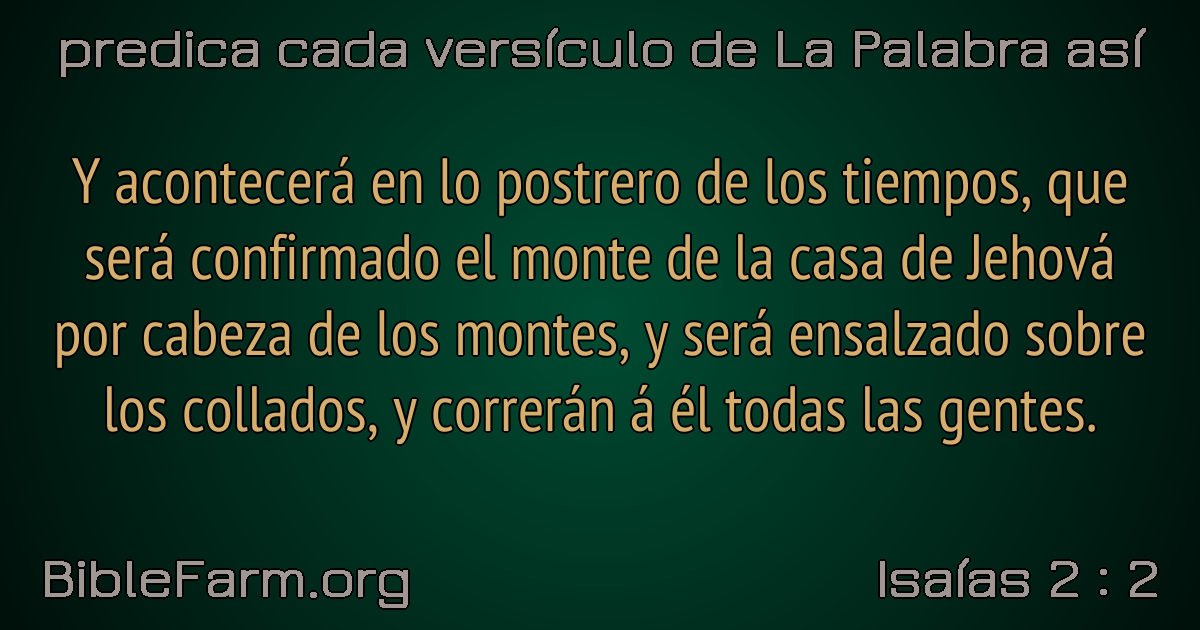 predica cada versículo de La Palabra así
Y acontecerá en lo postrero de los tiempos, que
será confirmado el monte de la casa de Jehová
por cabeza de los montes, y será ensalzado sobre
los collados, y correrán á él todas las gentes.
BibleFarm.org
Isaías 2 : 2